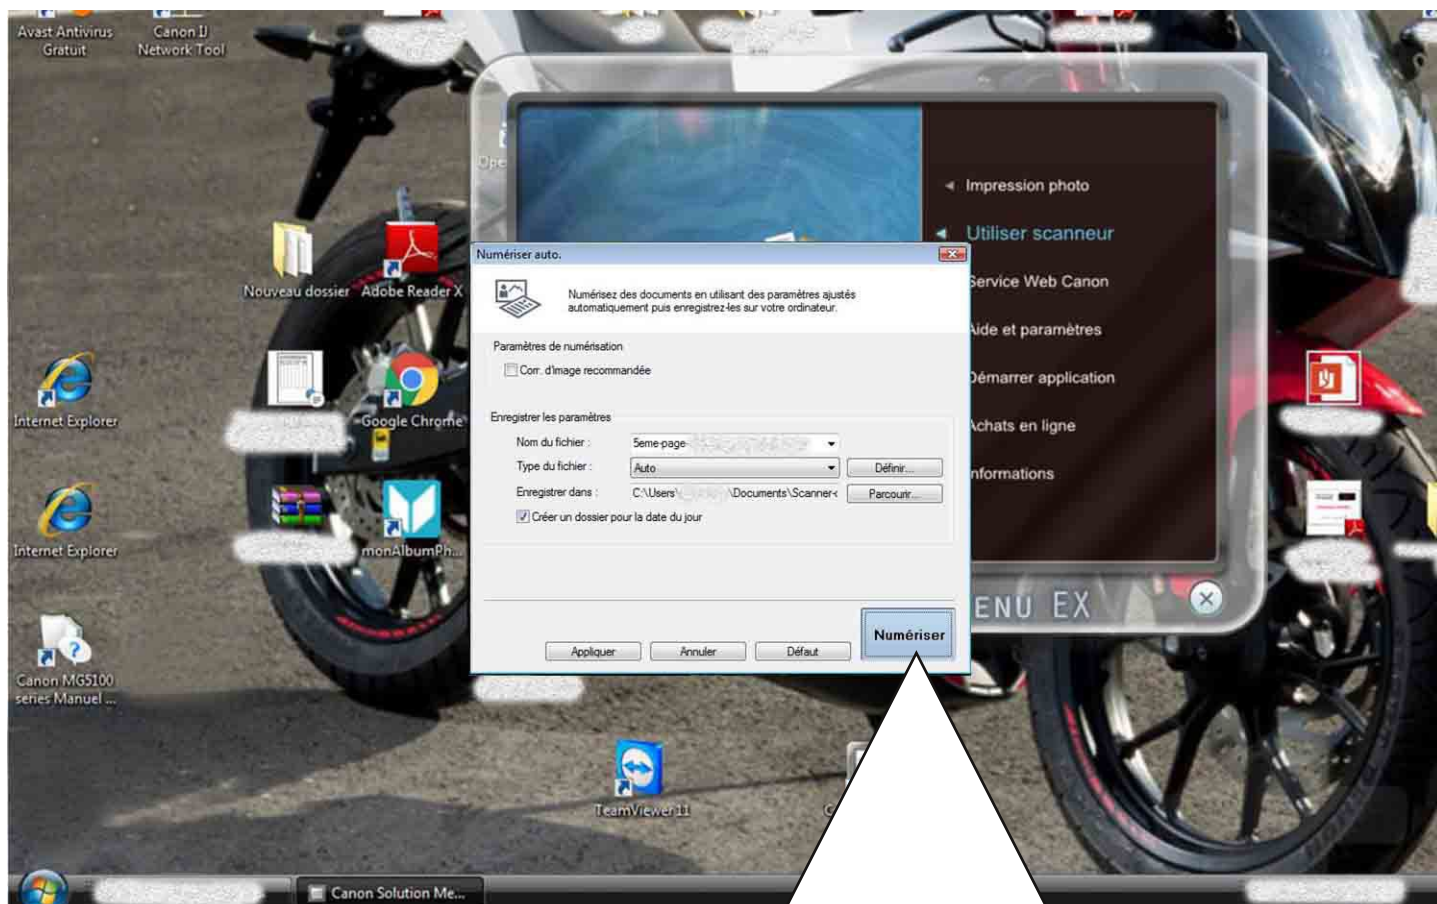 Avast Antivirus
Gratuit
Canon IJ
Network Tool
Ope
Impression photo
Utiliser scanneur
Service Web Canon
Aide et paramètres
Démarrer application
Achats en ligne
Informations
ENU EX
Numériser auto.
Numérisez des documents en utilisant des paramètres ajustés
automatiquement puis enregistrez-les sur votre ordinateur.
Paramètres de numérisation
Corr. d'image recommandée
Enregistrer les paramètres
Nom du fichier : 5eme-page-
Type du fichier : Auto Définir...
Enregistrer dans : C:\Users\ \Documents\Scanner- Parcourir...
Créer un dossier pour la date du jour
Appliquer Annuler Défaut Numériser
Nouveau dossier
Adobe Reader X
Internet Explorer
Google Chrome
Internet Explorer
monAlbumPh...
Canon MG5100
series Manuel ...
TeamViewer 11
Canon Solution Me...